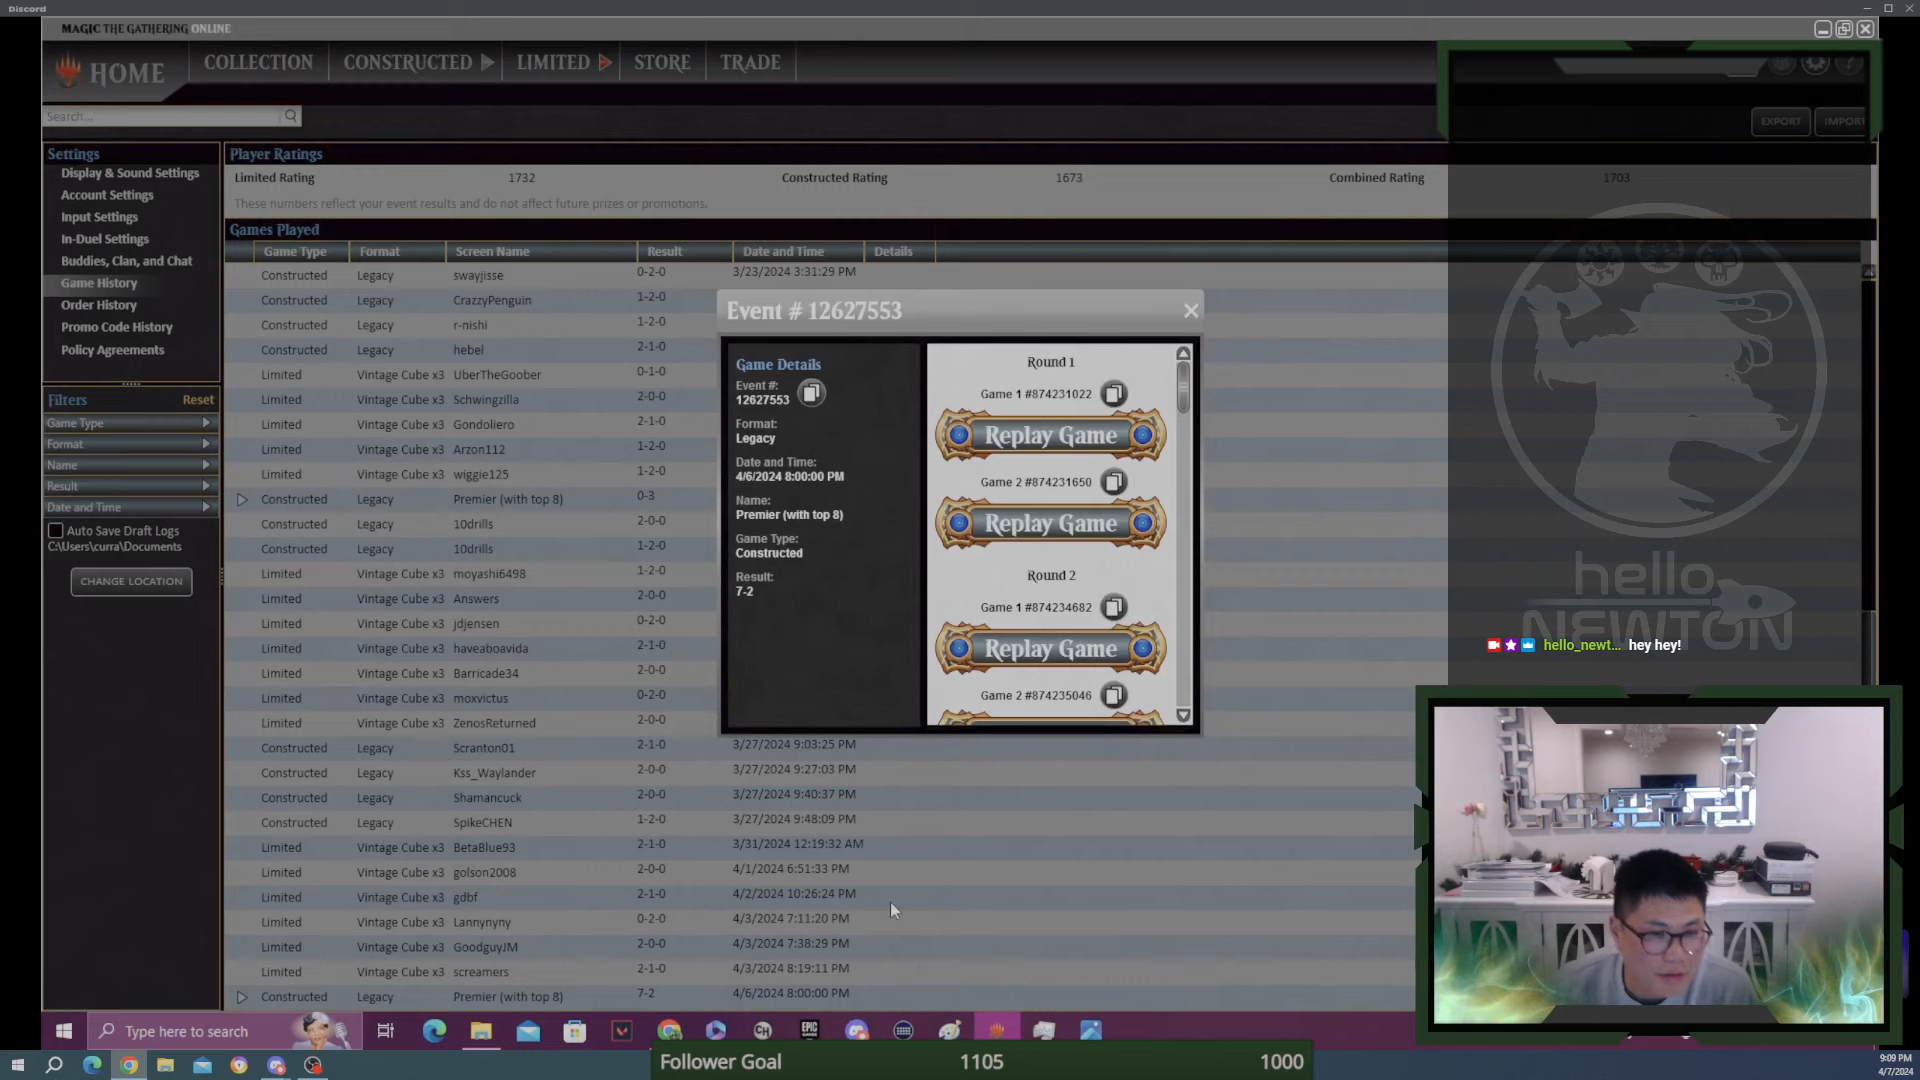 Discord
MAGIC THE GATHERING ONLINE
HOME
COLLECTION
CONSTRUCTED
LIMITED
STORE
TRADE
Search...
EXPORT
IMPORT
Settings
Display & Sound Settings
Account Settings
Input Settings
In-Duel Settings
Buddies, Clan, and Chat
Game History
Order History
Promo Code History
Policy Agreements
Filters Reset
Game Type
Format
Name
Result
Date and Time
Auto Save Draft Logs
C:\Users\curra\Documents
CHANGE LOCATION
Player Ratings
Limited Rating 1732 Constructed Rating 1673 Combined Rating 1703
These numbers reflect your event results and do not affect future prizes or promotions.
Games Played
Game Type Format Screen Name Result Date and Time Details
Constructed Legacy swayjisse 0-2-0 3/23/2024 3:31:29 PM
Constructed Legacy CrazzyPenguin 1-2-0
Constructed Legacy r-nishi 1-2-0
Constructed Legacy hebel 2-1-0
Limited Vintage Cube x3 UberTheGoober 0-1-0
Limited Vintage Cube x3 Schwingzilla 2-0-0
Limited Vintage Cube x3 Gondoliero 2-1-0
Limited Vintage Cube x3 Arzon112 1-2-0
Limited Vintage Cube x3 wiggie125 1-2-0
Constructed Legacy Premier (with top 8) 0-3
Constructed Legacy 10drills 2-0-0
Constructed Legacy 10drills 1-2-0
Limited Vintage Cube x3 moyashi6498 1-2-0
Limited Vintage Cube x3 Answers 2-0-0
Limited Vintage Cube x3 jdjensen 0-2-0
Limited Vintage Cube x3 haveaboavida 2-1-0
Limited Vintage Cube x3 Barricade34 2-0-0
Limited Vintage Cube x3 moxvictus 0-2-0
Limited Vintage Cube x3 ZenosReturned 2-0-0
Constructed Legacy Scranton01 2-1-0 3/27/2024 9:03:25 PM
Constructed Legacy Kss_Waylander 2-0-0 3/27/2024 9:27:03 PM
Constructed Legacy Shamancuck 2-0-0 3/27/2024 9:40:37 PM
Constructed Legacy SpikeCHEN 1-2-0 3/27/2024 9:48:09 PM
Limited Vintage Cube x3 BetaBlue93 2-1-0 3/31/2024 12:19:32 AM
Limited Vintage Cube x3 golson2008 2-0-0 4/1/2024 6:51:33 PM
Limited Vintage Cube x3 gdbf 2-1-0 4/2/2024 10:26:24 PM
Limited Vintage Cube x3 Lannynyny 0-2-0 4/3/2024 7:11:20 PM
Limited Vintage Cube x3 GoodguyJM 2-0-0 4/3/2024 7:38:29 PM
Limited Vintage Cube x3 screamers 2-1-0 4/3/2024 8:19:11 PM
Constructed Legacy Premier (with top 8) 7-2 4/6/2024 8:00:00 PM
Event # 12627553
Game Details
Event #:
12627553
Format:
Legacy
Date and Time:
4/6/2024 8:00:00 PM
Name:
Premier (with top 8)
Game Type:
Constructed
Result:
7-2
Round 1
Game 1 #874231022
Replay Game
Game 2 #874231650
Replay Game
Round 2
Game 1 #874234682
Replay Game
Game 2 #874235046
hello
NEWTON
hello_newt... hey hey!
Type here to search
CH
EPIC
Follower Goal 1105 1000
9:09 PM
4/7/2024